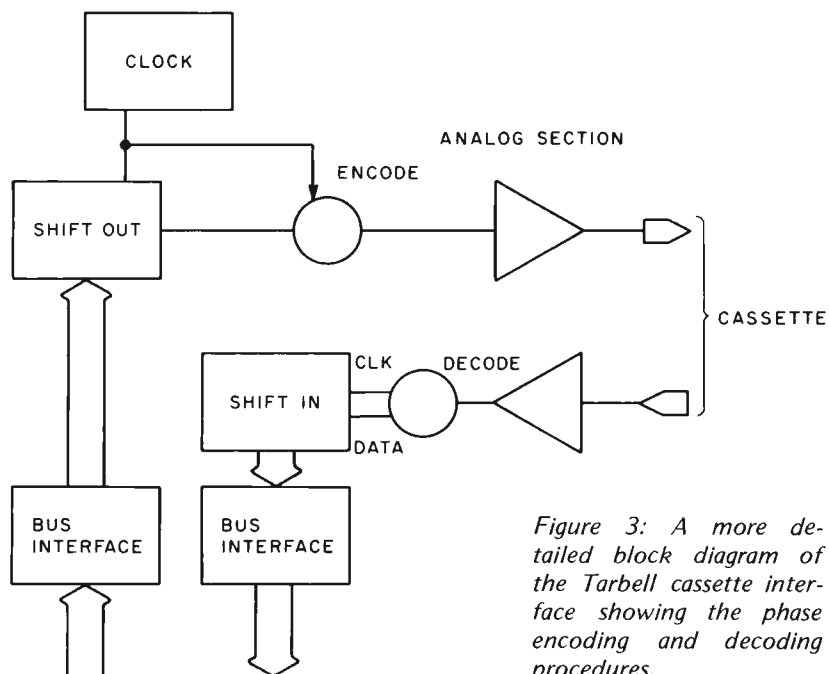 CLOCK
ANALOG SECTION
ENCODE
SHIFT OUT
CASSETTE
CLK
DECODE
SHIFT IN
DATA
BUS
INTERFACE
BUS
INTERFACE
Figure 3: A more de-
tailed block diagram of
the Tarbell cassette inter-
face showing the phase
encoding and decoding
procedures.